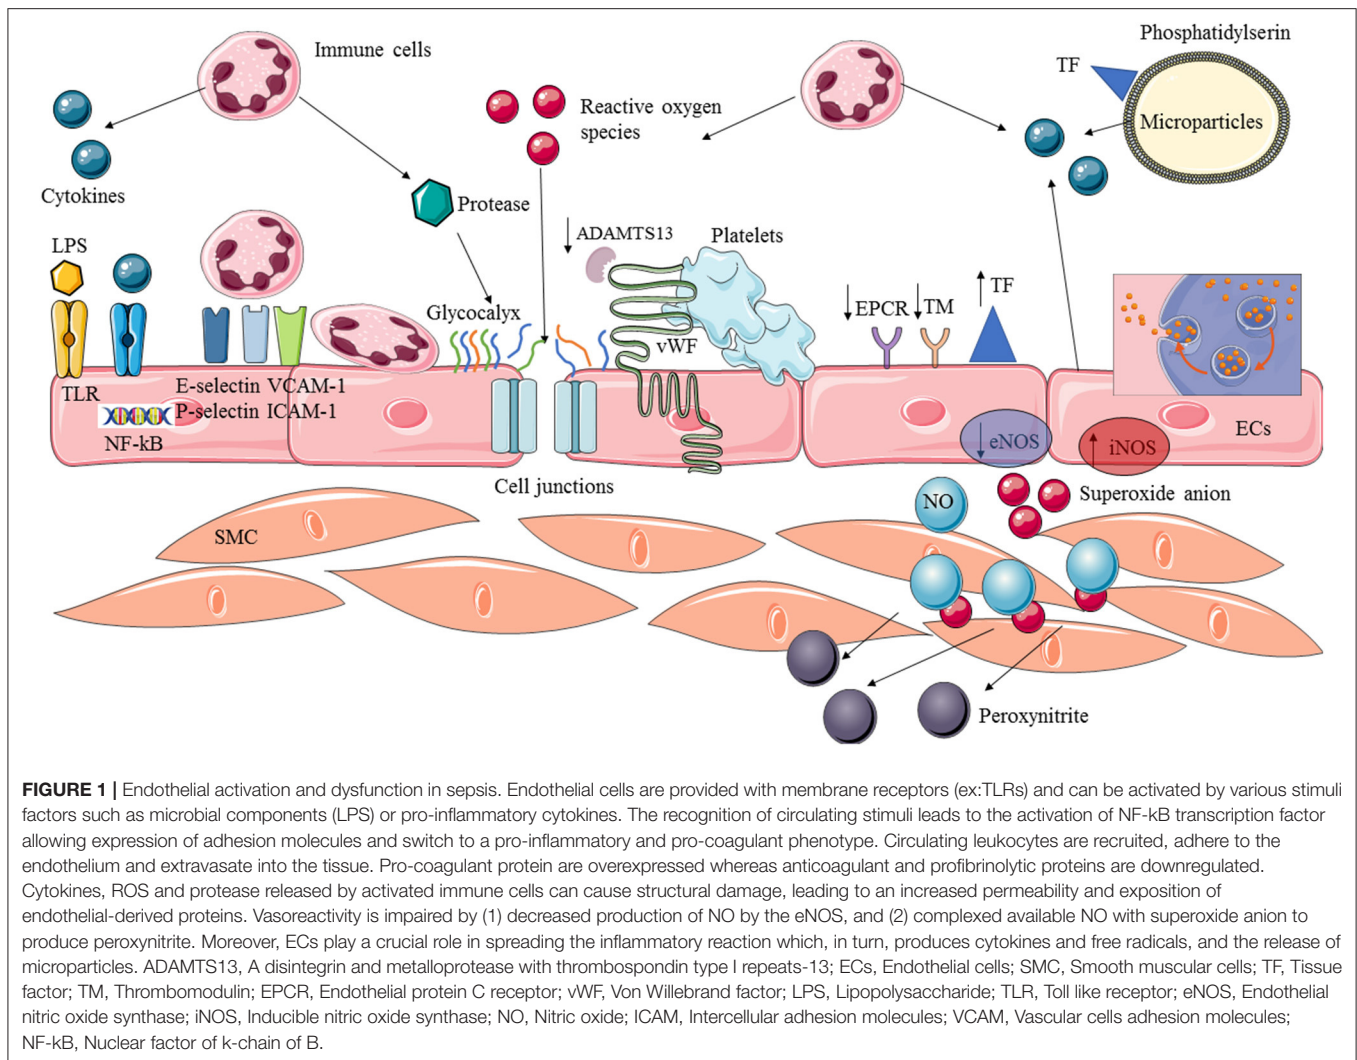 Immune cells
Phosphatidylserin
TF
Reactive oxygen
species
Microparticles
Cytokines
Protease
LPS
ADAMTS13
Platelets
TF
Glycocalyx
EPCR
TM
vWF
TLR
E-selectin VCAM-1
P-selectin ICAM-1
NF-kB
eNOS
iNOS
ECs
Cell junctions
NO
Superoxide anion
SMC
Peroxynitrite
FIGURE 1 | Endothelial activation and dysfunction in sepsis. Endothelial cells are provided with membrane receptors (ex:TLRs) and can be activated by various stimuli
factors such as microbial components (LPS) or pro-inflammatory cytokines. The recognition of circulating stimuli leads to the activation of NF-kB transcription factor
allowing expression of adhesion molecules and switch to a pro-inflammatory and pro-coagulant phenotype. Circulating leukocytes are recruited, adhere to the
endothelium and extravasate into the tissue. Pro-coagulant protein are overexpressed whereas anticoagulant and profibrinolytic proteins are downregulated.
Cytokines, ROS and protease released by activated immune cells can cause structural damage, leading to an increased permeability and exposition of
endothelial-derived proteins. Vasoreactivity is impaired by (1) decreased production of NO by the eNOS, and (2) complexed available NO with superoxide anion to
produce peroxynitrite. Moreover, ECs play a crucial role in spreading the inflammatory reaction which, in turn, produces cytokines and free radicals, and the release of
microparticles. ADAMTS13, A disintegrin and metalloprotease with thrombospondin type I repeats-13; ECs, Endothelial cells; SMC, Smooth muscular cells; TF, Tissue
factor; TM, Thrombomodulin; EPCR, Endothelial protein C receptor; vWF, Von Willebrand factor; LPS, Lipopolysaccharide; TLR, Toll like receptor; eNOS, Endothelial
nitric oxide synthase; iNOS, Inducible nitric oxide synthase; NO, Nitric oxide; ICAM, Intercellular adhesion molecules; VCAM, Vascular cells adhesion molecules;
NF-kB, Nuclear factor of k-chain of B.